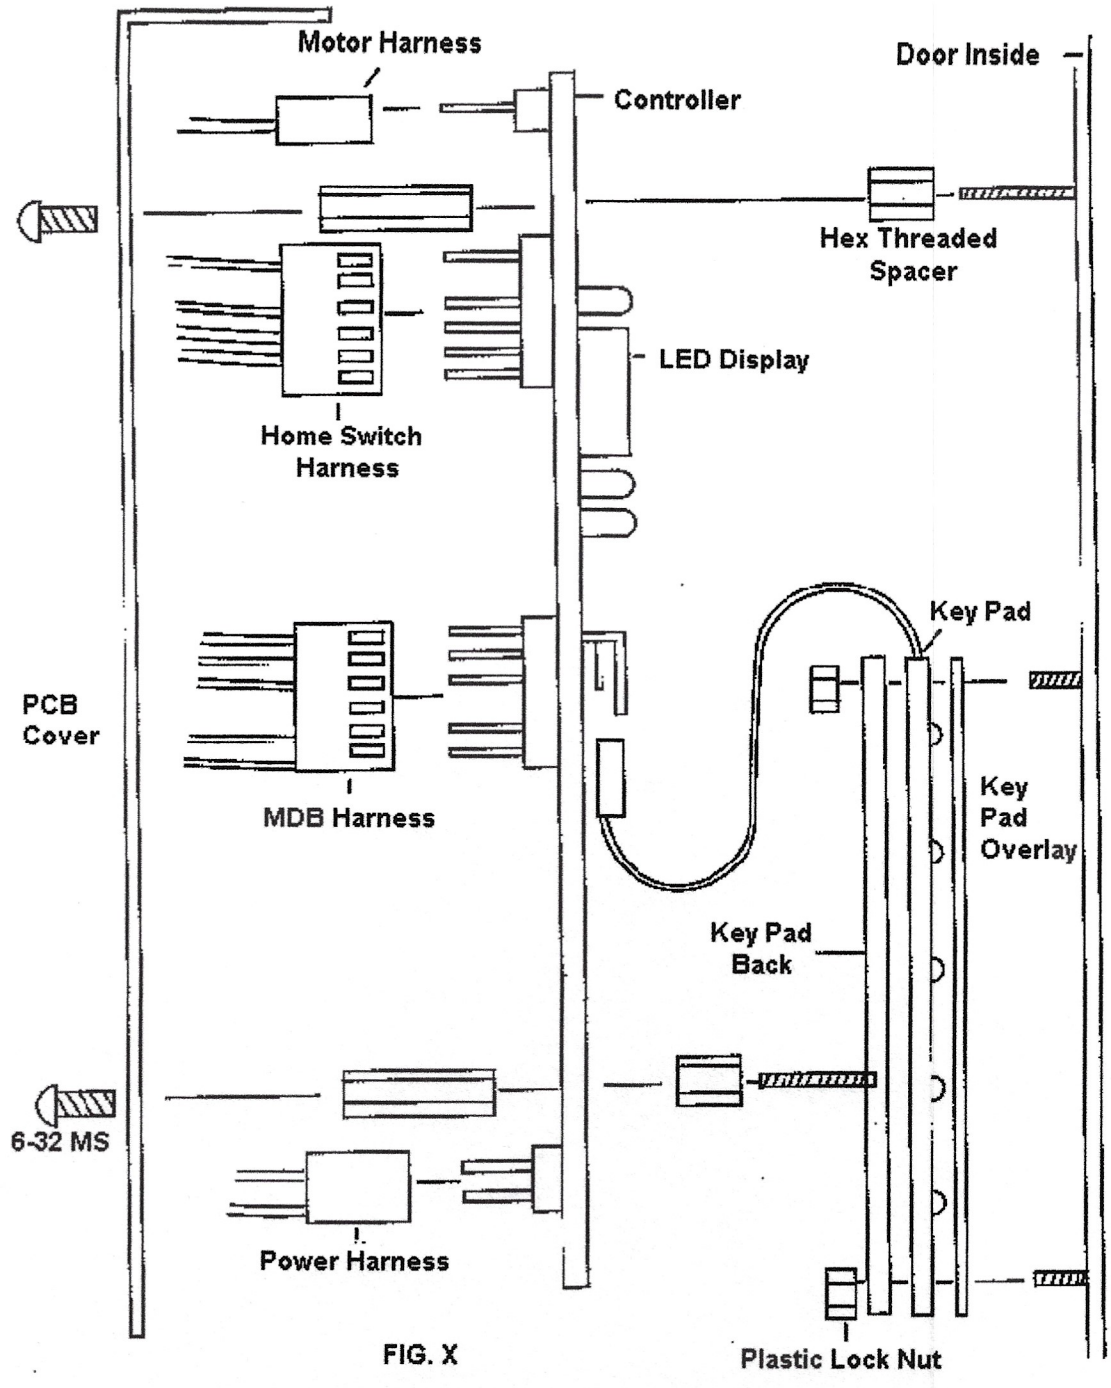 Motor Harness
Door Inside
Controller
Hex Threaded
Spacer
LED Display
Home Switch
Harness
Key Pad
PCB
Cover
Key
Pad
Overlay
MDB Harness
Key Pad
Back
6-32 MS
Power Harness
FIG. X
Plastic Lock Nut